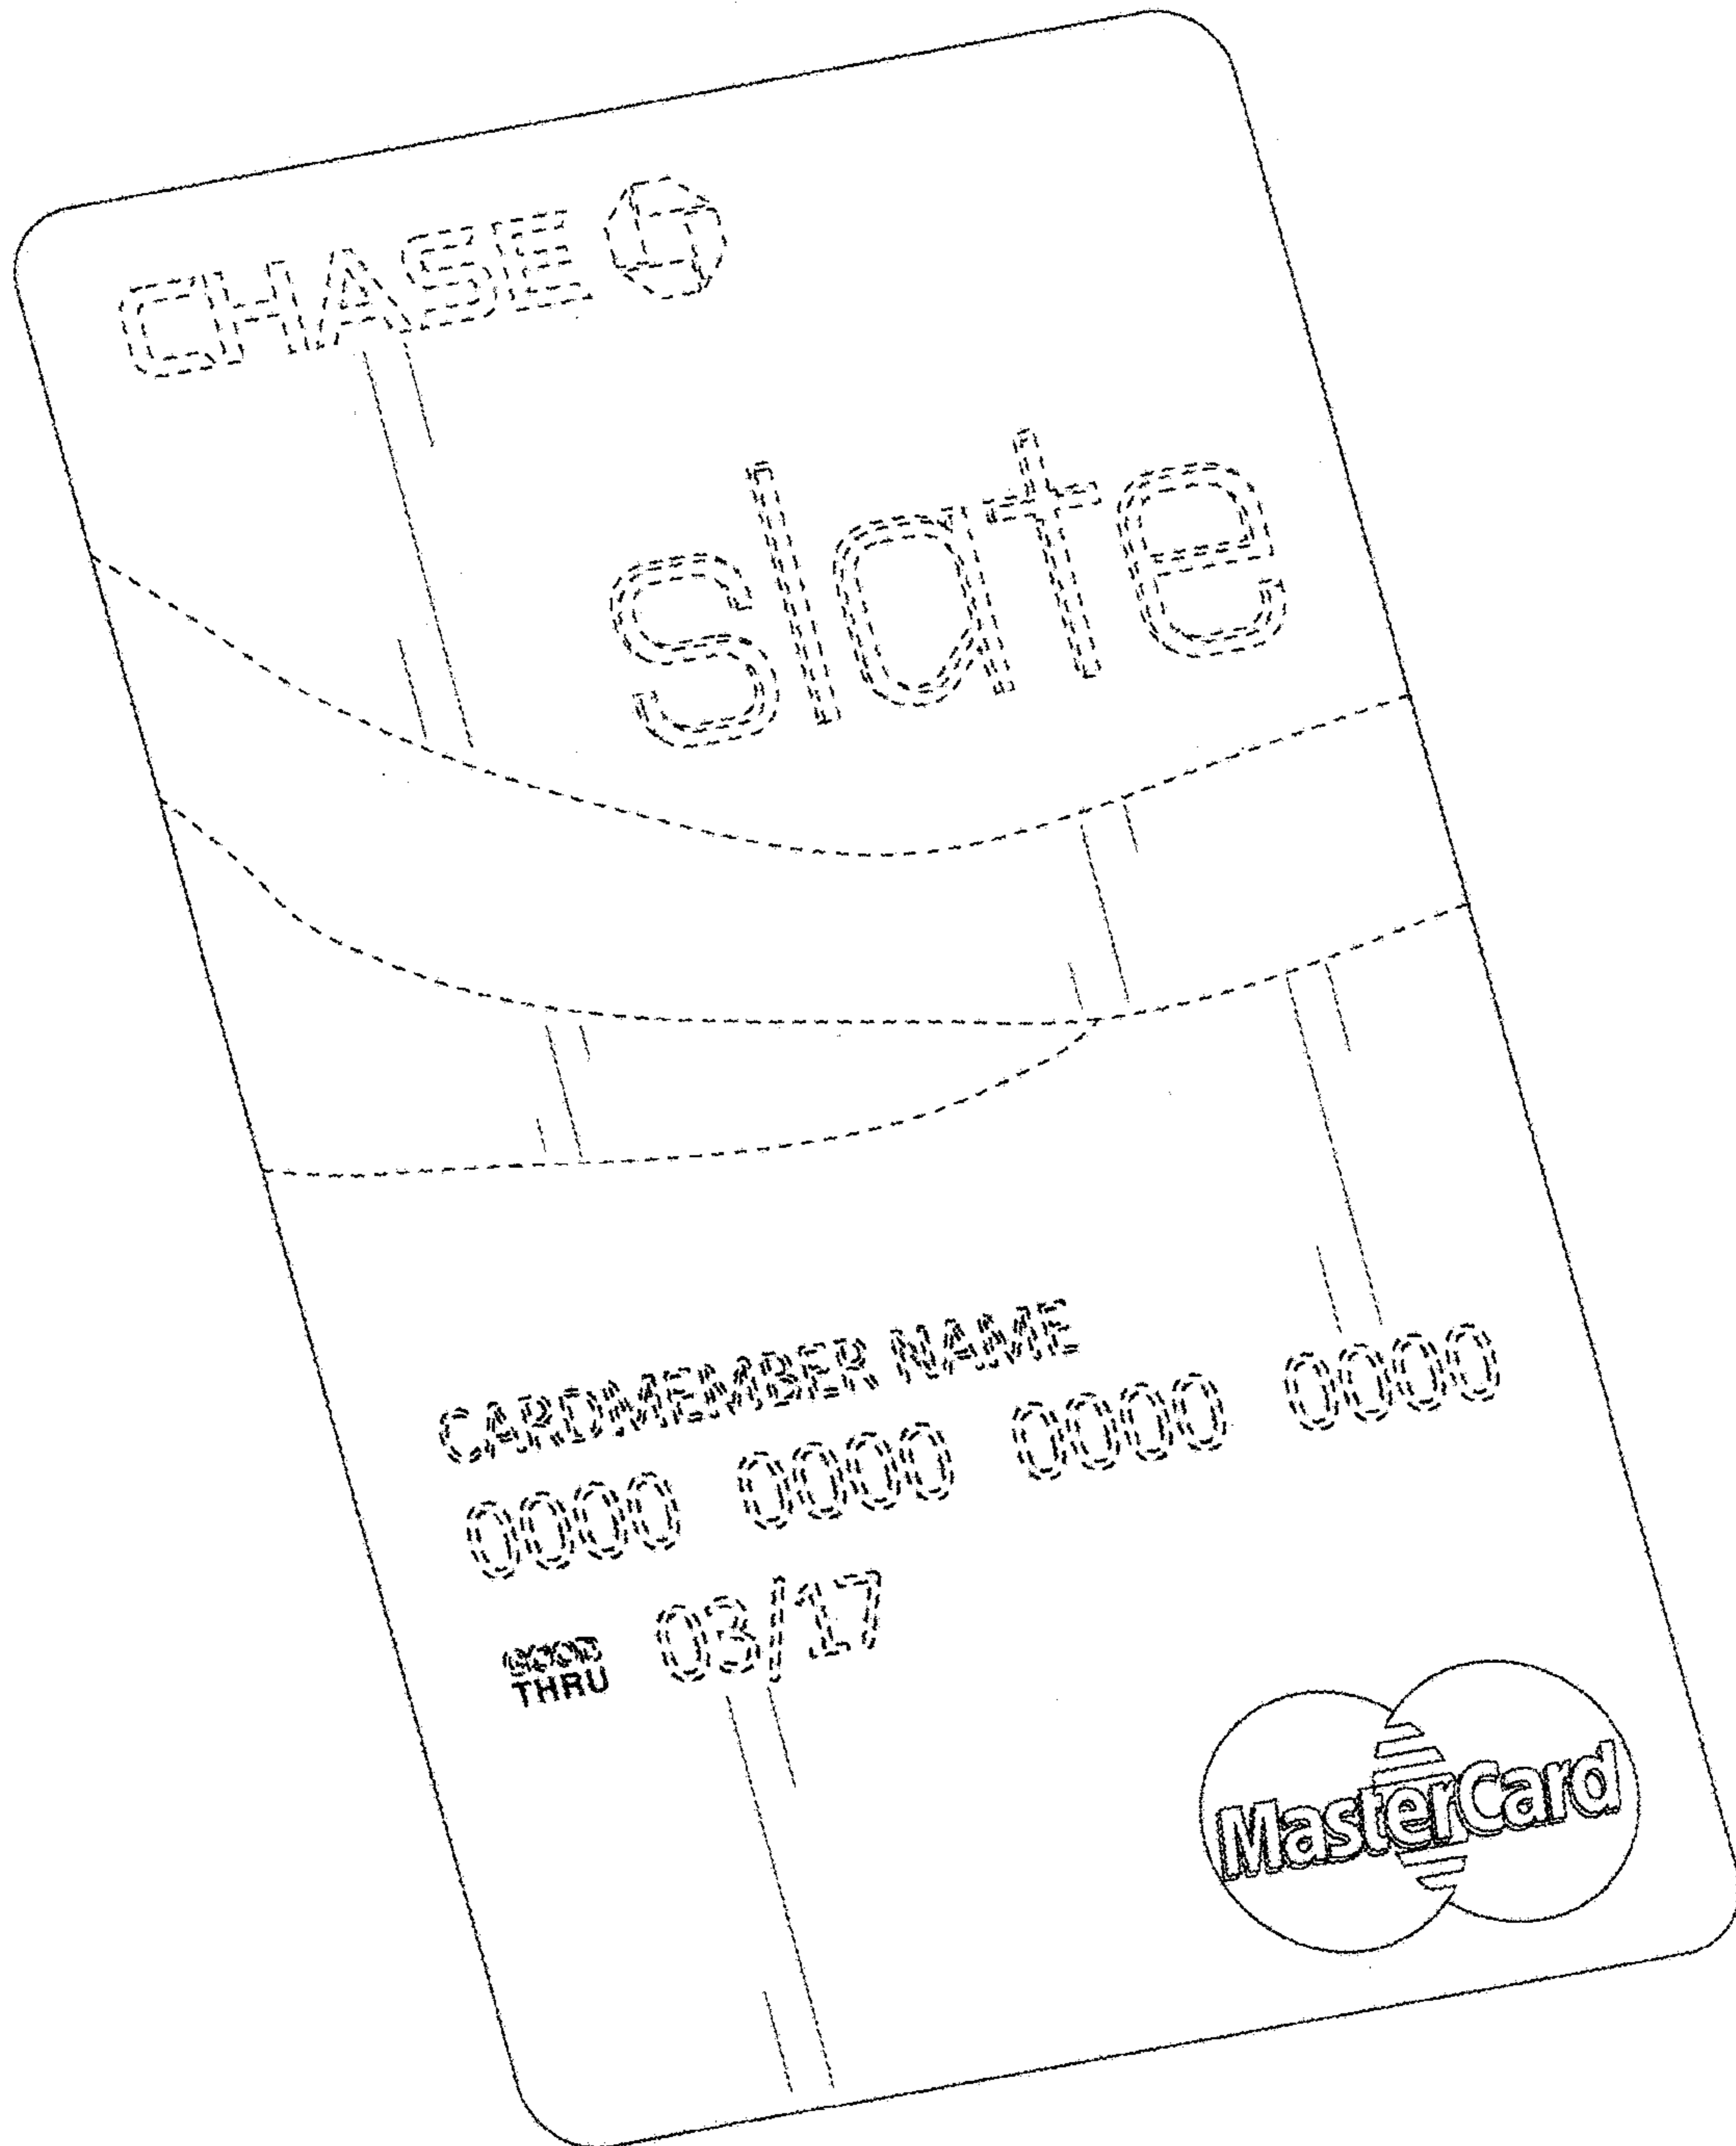 CHASE
slate
CARDMEMBER NAME
0000 0000 0000 0000
GOOD THRU 03/17
MasterCard